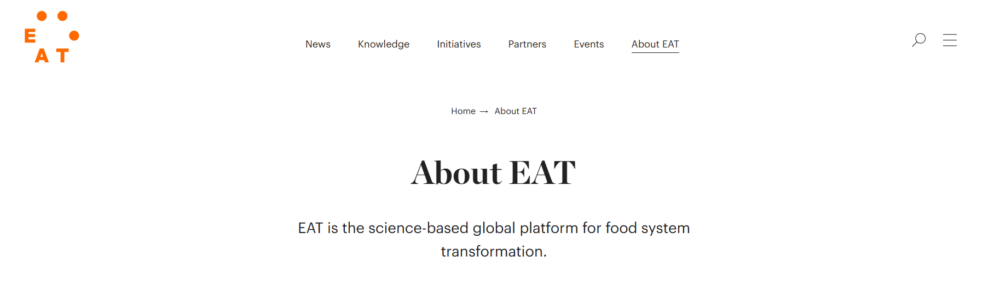 EAT
News Knowledge Initiatives Partners Events About EAT
Home → About EAT
About EAT
EAT is the science-based global platform for food system
transformation.